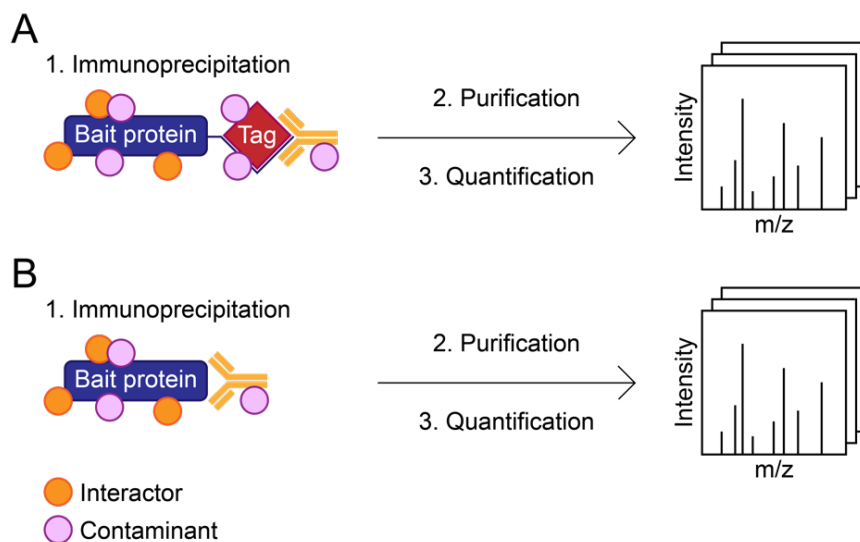 A
1. Immunoprecipitation
Bait protein
Tag
2. Purification
3. Quantification
Intensity
m/z
B
1. Immunoprecipitation
Bait protein
2. Purification
3. Quantification
Intensity
m/z
Interactor
Contaminant